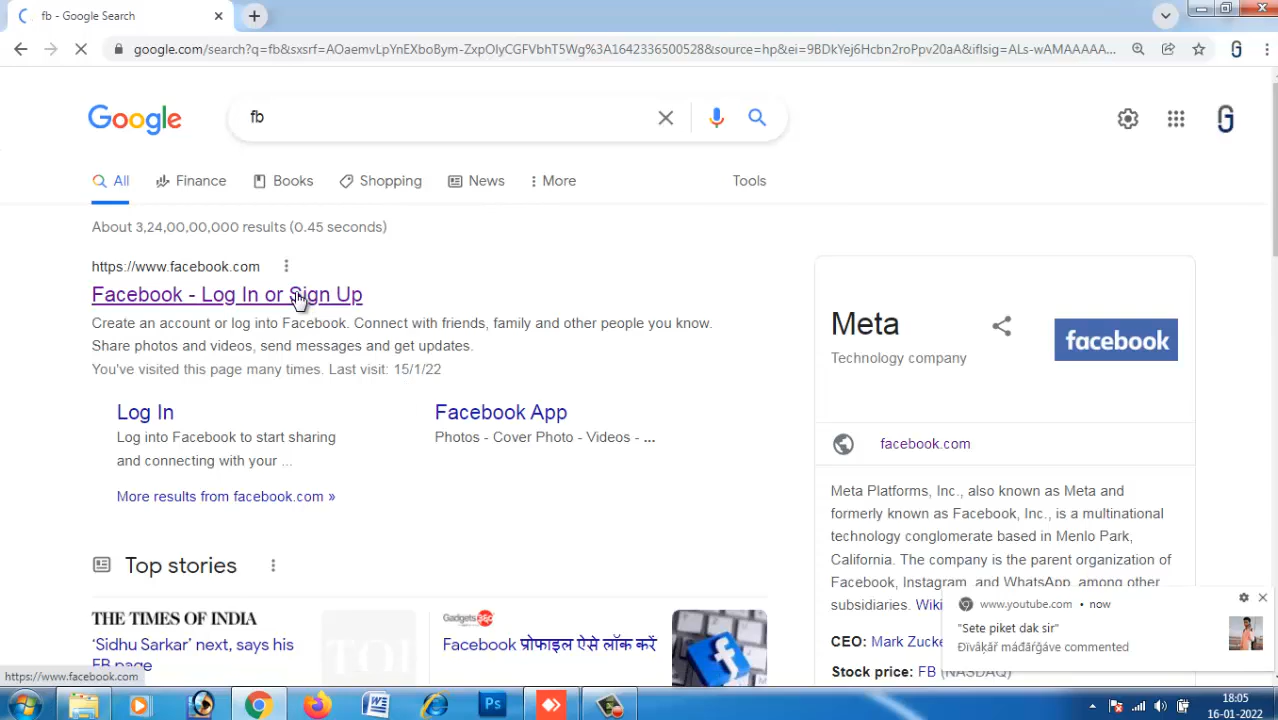 fb - Google Search
google.com/search?q=fb&sxsrf=AOaemvLpYnEXboBym-ZxpOlyCGFVbhT5Wg%3A1642336500528&source=hp&ei=9BDkYej6Hcbn2roPpv20aA&iflsig=ALs-wAMAAAAA...
Google
fb
All
Finance
Books
Shopping
News
More
Tools
About 3,24,00,00,000 results (0.45 seconds)
https://www.facebook.com
Facebook - Log In or Sign Up
Create an account or log into Facebook. Connect with friends, family and other people you know.
Share photos and videos, send messages and get updates.
You've visited this page many times. Last visit: 15/1/22
Log In
Log into Facebook to start sharing
and connecting with your ...
Facebook App
Photos - Cover Photo - Videos - ...
More results from facebook.com »
Top stories
THE TIMES OF INDIA
‘Sidhu Sarkar’ next, says his
FB page
TOI
Gadgets 360
Facebook प्रोफाइल ऐसे लॉक करें
Meta
Technology company
facebook
facebook.com
Meta Platforms, Inc., also known as Meta and
formerly known as Facebook, Inc., is a multinational
technology conglomerate based in Menlo Park,
California. The company is the parent organization of
Facebook, Instagram, and WhatsApp, among other
subsidiaries. Wiki
CEO: Mark Zucke
Stock price: FB (NASDAQ)
www.youtube.com • now
"Sete piket dak sir"
Đīvâķâř máđářğáve commented
https://www.facebook.com
W
Ps
18:05
16-01-2022